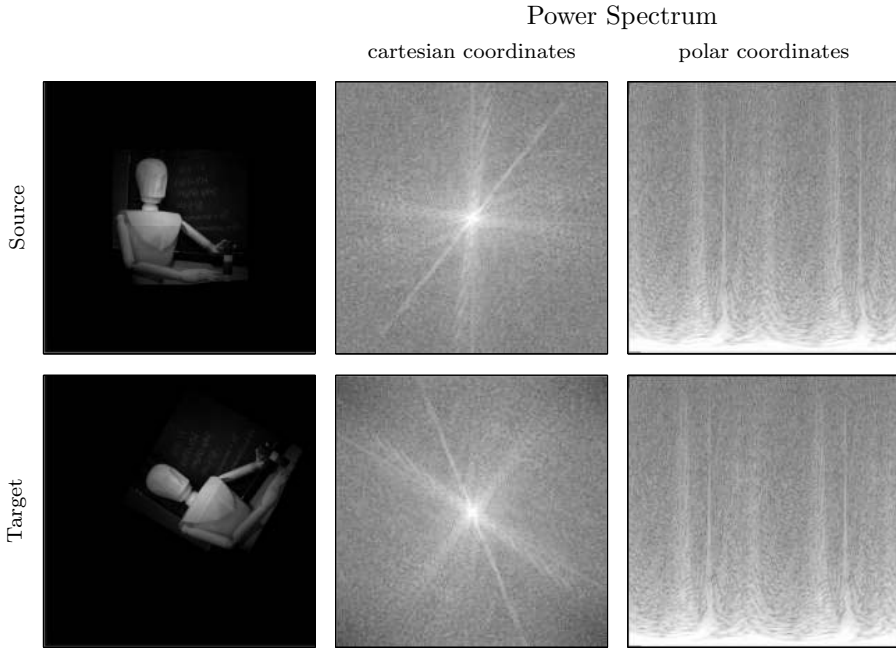 Power Spectrum
cartesian coordinates
polar coordinates
Source
Target